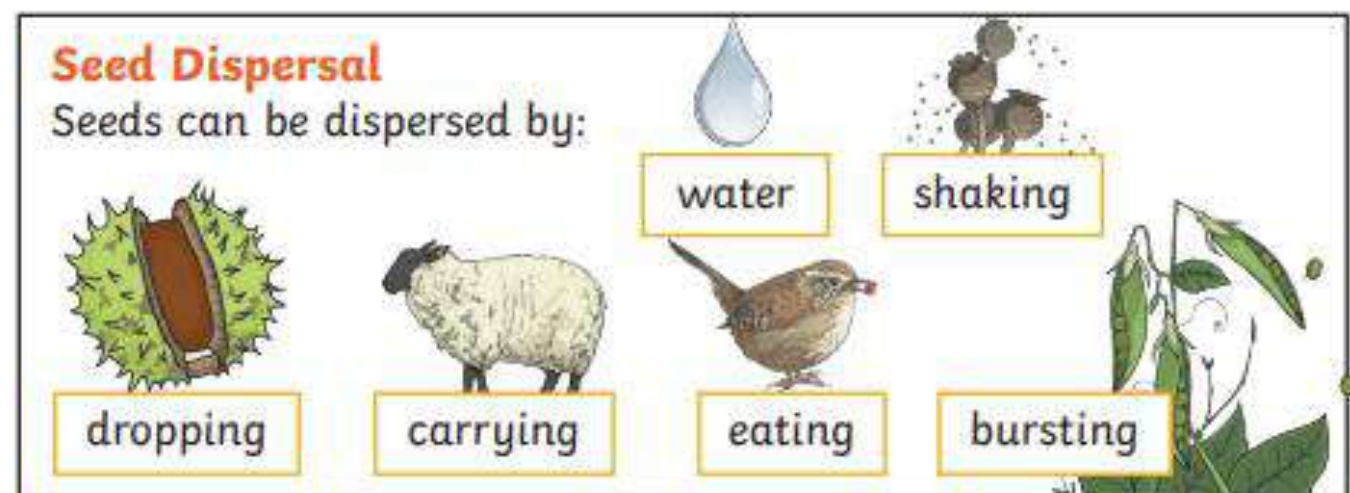 Seed Dispersal
Seeds can be dispersed by:
water
shaking
dropping
carrying
eating
bursting